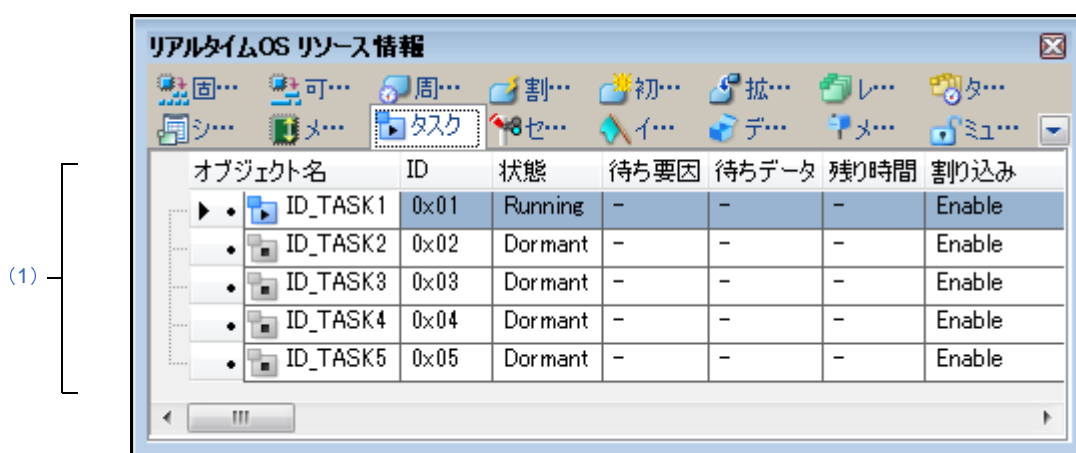 リアルタイムOS リソース情報
固… 可… 周… 割… 初… 拡… レ… タ…
シ… メ… タスク セ… イ… デ… メ… ミュ…
オブジェクト名 ID 状態 待ち要因 待ちデータ 残り時間 割り込み
ID_TASK1 0x01 Running - - - Enable
ID_TASK2 0x02 Dormant - - - Enable
(1)
ID_TASK3 0x03 Dormant - - - Enable
ID_TASK4 0x04 Dormant - - - Enable
ID_TASK5 0x05 Dormant - - - Enable